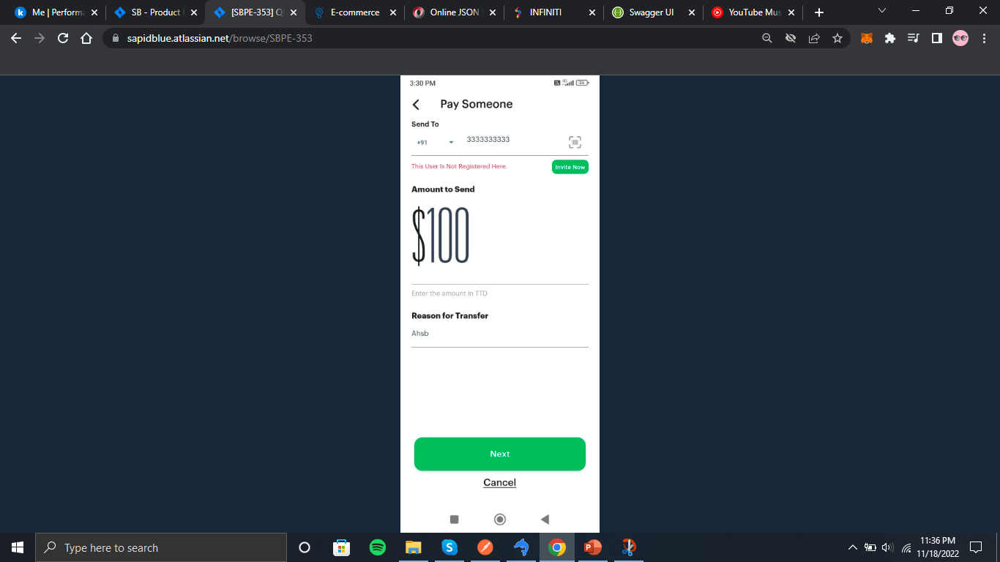 Me | Performa
SB - Product
[SBPE-353] Q
E-commerce
Online JSON
INFINITI
Swagger UI
YouTube Mus
sapidblue.atlassian.net/browse/SBPE-353
3:30 PM
4G
Pay Someone
Send To
+91
3333333333
This User Is Not Registered Here.
Invite Now
Amount to Send
$100
Enter the amount in TTD
Reason for Transfer
Ahsb
Next
Cancel
Type here to search
11:36 PM
11/18/2022